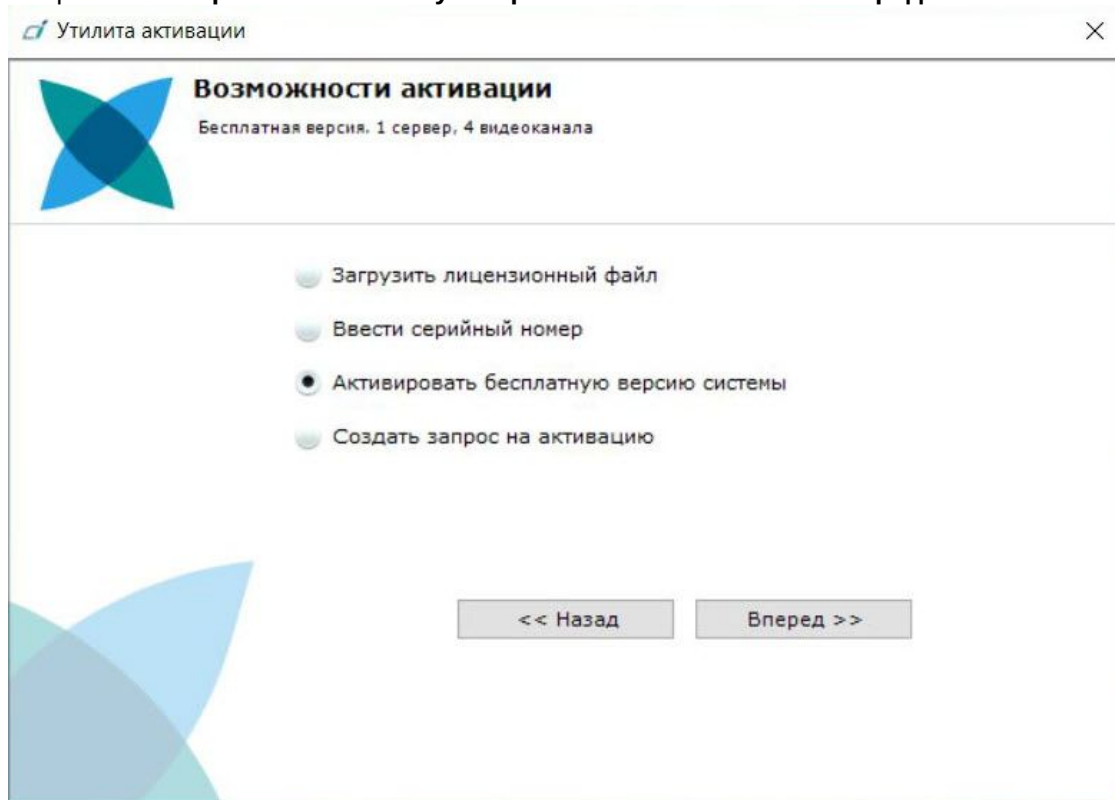 Утилита активации
Возможности активации
Бесплатная версия, 1 сервер, 4 видеоканала
Загрузить лицензионный файл
Ввести серийный номер
Активировать бесплатную версию системы
Создать запрос на активацию
<< Назад
Вперед >>